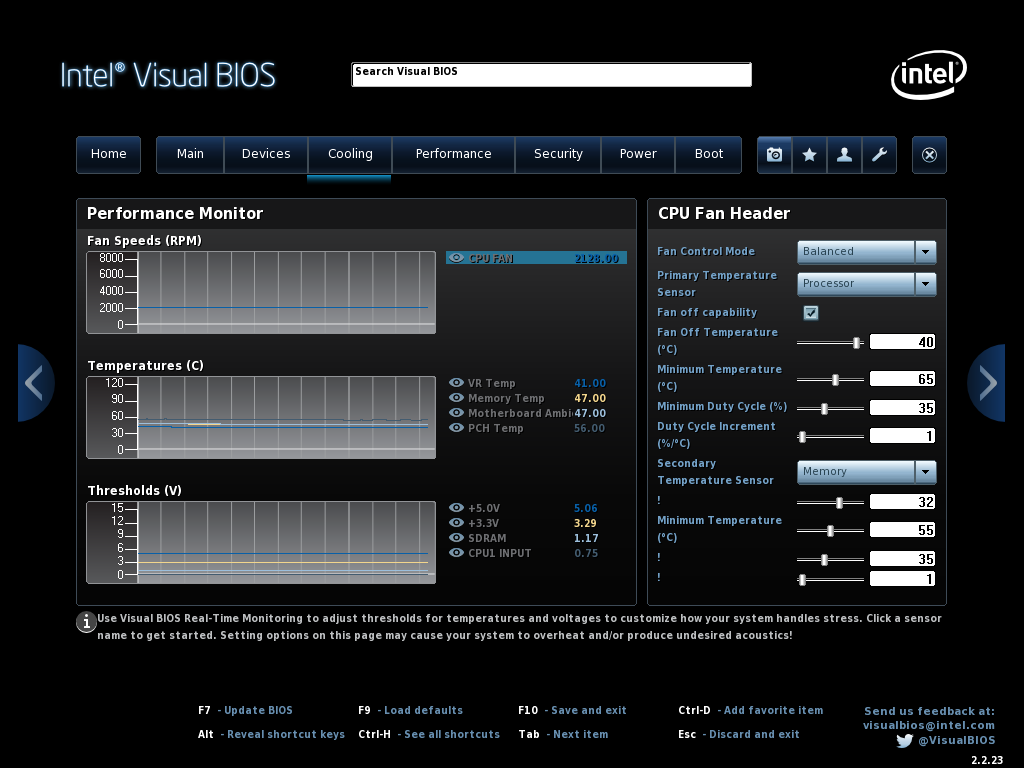 Intel® Visual BIOS
Search Visual BIOS
intel
Home Main Devices Cooling Performance Security Power Boot
Performance Monitor
Fan Speeds (RPM)
8000
6000
4000
2000
0
CPU FAN 2128.00
Temperatures (C)
120
90
60
30
0
VR Temp 41.00
Memory Temp 47.00
Motherboard Ambi 47.00
PCH Temp 56.00
Thresholds (V)
15
12
9
6
3
0
+5.0V 5.06
+3.3V 3.29
SDRAM 1.17
CPU1 INPUT 0.75
CPU Fan Header
Fan Control Mode Balanced
Primary Temperature
Sensor Processor
Fan off capability
Fan Off Temperature
(°C) 40
Minimum Temperature
(°C) 65
Minimum Duty Cycle (%) 35
Duty Cycle Increment
(%/°C) 1
Secondary
Temperature Sensor Memory
! 32
Minimum Temperature
(°C) 55
! 35
! 1
Use Visual BIOS Real-Time Monitoring to adjust thresholds for temperatures and voltages to customize how your system handles stress. Click a sensor
name to get started. Setting options on this page may cause your system to overheat and/or produce undesired acoustics!
F7 - Update BIOS F9 - Load defaults F10 - Save and exit Ctrl-D - Add favorite item
Alt - Reveal shortcut keys Ctrl-H - See all shortcuts Tab - Next item Esc - Discard and exit
Send us feedback at:
visualbios@intel.com
@VisualBIOS
2.2.23